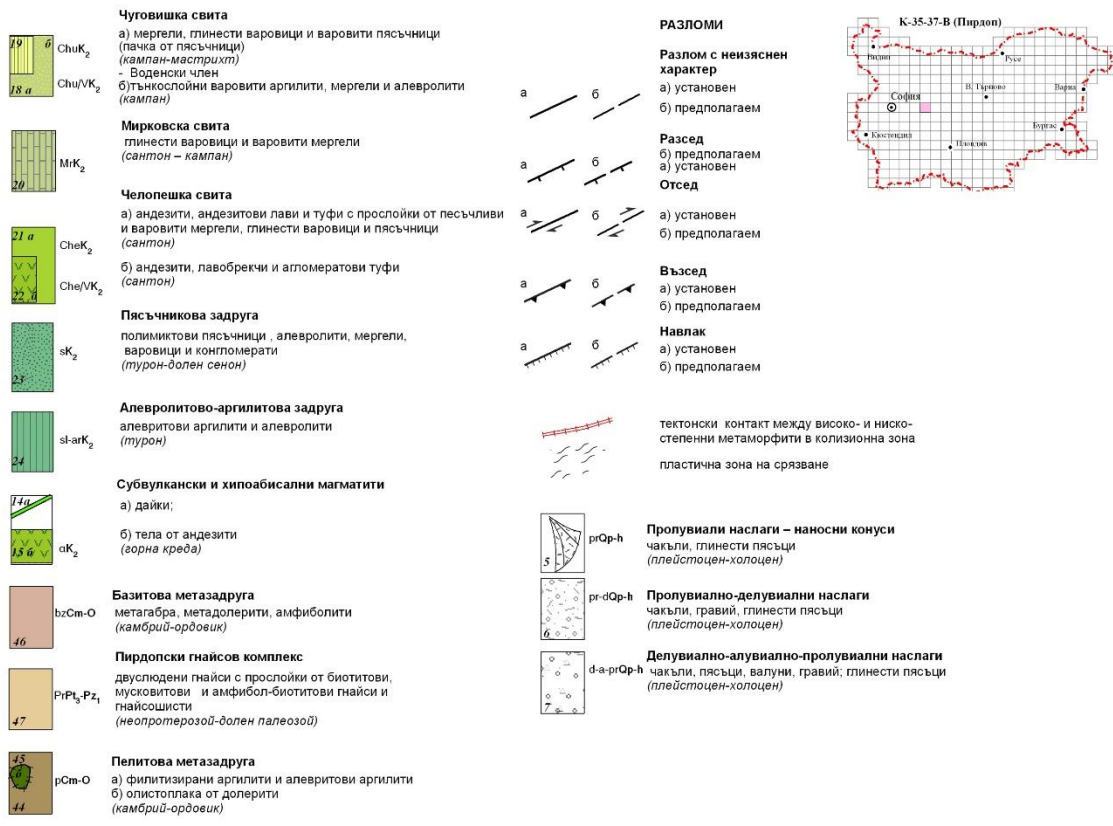 Чуговишка свита
19 б
18 а
ChuK2
Chu/VK2
а) мергели, глинести варовици и варовити пясъчници
(пачка от пясъчници)
(кампан-мастрихт)
- Воденски член
б)тънкослойни варовити аргилити, мергели и алевролити
(кампан)
Мирковска свита
20
MrK2
глинести варовици и варовити мергели
(сантон – кампан)
Челопешка свита
21 а
CheK2
Che/VK2
22 а
а) андезити, андезитови лави и туфи с прослойки от песъчливи
и варовити мергели, глинести варовици и пясъчници
(сантон)
б) андезити, лавобрекчи и агломератови туфи
(сантон)
Пясъчникова задруга
23
sK2
полимиктови пясъчници , алевролити, мергели,
варовици и конгломерати
(турон-долен сенон)
Алевролитово-аргилитова задруга
24
sl-arK2
алевритови аргилити и алевролити
(турон)
Субвулкански и хипоабисални магматити
14а
15 б
αK2
а) дайки;
б) тела от андезити
(горна креда)
Базитова метазадруга
46
bzCm-O
метагабра, метадолерити, амфиболити
(камбрий-ордовик)
Пирдопски гнайсов комплекс
47
PrPt3-Pz1
двуслюдени гнайси с прослойки от биотитови,
мусковитови и амфибол-биотитови гнайси и
гнайсошисти
(неопротерозой-долен палеозой)
Пелитова метазадруга
45
б
44
pCm-O
а) филитизирани аргилити и алевритови аргилити
б) олистоплака от долерити
(камбрий-ордовик)
РАЗЛОМИ
Разлом с неизяснен
характер
а б
а) установен
б) предполагаем
Разсед
а б
б) предполагаем
а) установен
Отсед
а б
а) установен
б) предполагаем
Възсед
а б
а) установен
б) предполагаем
Навлак
а б
а) установен
б) предполагаем
тектонски контакт между високо- и ниско-
степенни метаморфити в колизионна зона
пластична зона на срязване
5
prQp-h
Пролувиали наслаги – наносни конуси
чакъли, глинести пясъци
(плейстоцен-холоцен)
6
pr-dQp-h
Пролувиално-делувиални наслаги
чакъли, гравий, глинести пясъци
(плейстоцен-холоцен)
7
d-a-prQp-h
Делувиално-алувиално-пролувиални наслаги
чакъли, пясъци, валуни, гравий; глинести пясъци
(плейстоцен-холоцен)
К-35-37-В (Пирдоп)
Видин
Русе
В. Търново
Варна
София
Бургас
Кюстендил
Пловдив